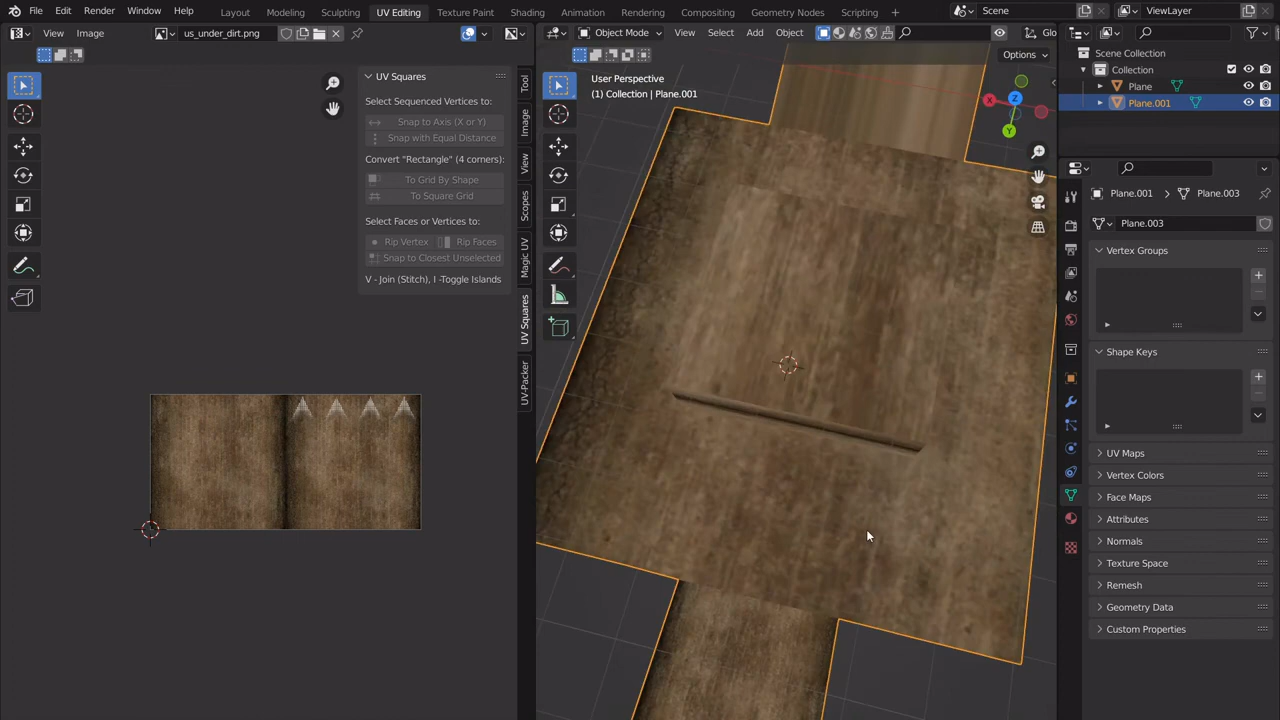 File Edit Render Window Help Layout Modeling Sculpting UV Editing Texture Paint Shading Animation Rendering Compositing Geometry Nodes Scripting Scene ViewLayer
View Image us_under_dirt.png Object Mode View Select Add Object Glo
Options
UV Squares
Select Sequenced Vertices to:
Snap to Axis (X or Y)
Snap with Equal Distance
Convert "Rectangle" (4 corners):
To Grid By Shape
To Square Grid
Select Faces or Vertices to:
Rip Vertex Rip Faces
Snap to Closest Unselected
V - Join (Stitch), I -Toggle Islands
Tool
Image
View
Scopes
Magic UV
UV Squares
UV-Packer
User Perspective
(1) Collection | Plane.001
X
Y
Z
Scene Collection
Collection
Plane
Plane.001
Plane.001 Plane.003
Plane.003
Vertex Groups
Shape Keys
UV Maps
Vertex Colors
Face Maps
Attributes
Normals
Texture Space
Remesh
Geometry Data
Custom Properties